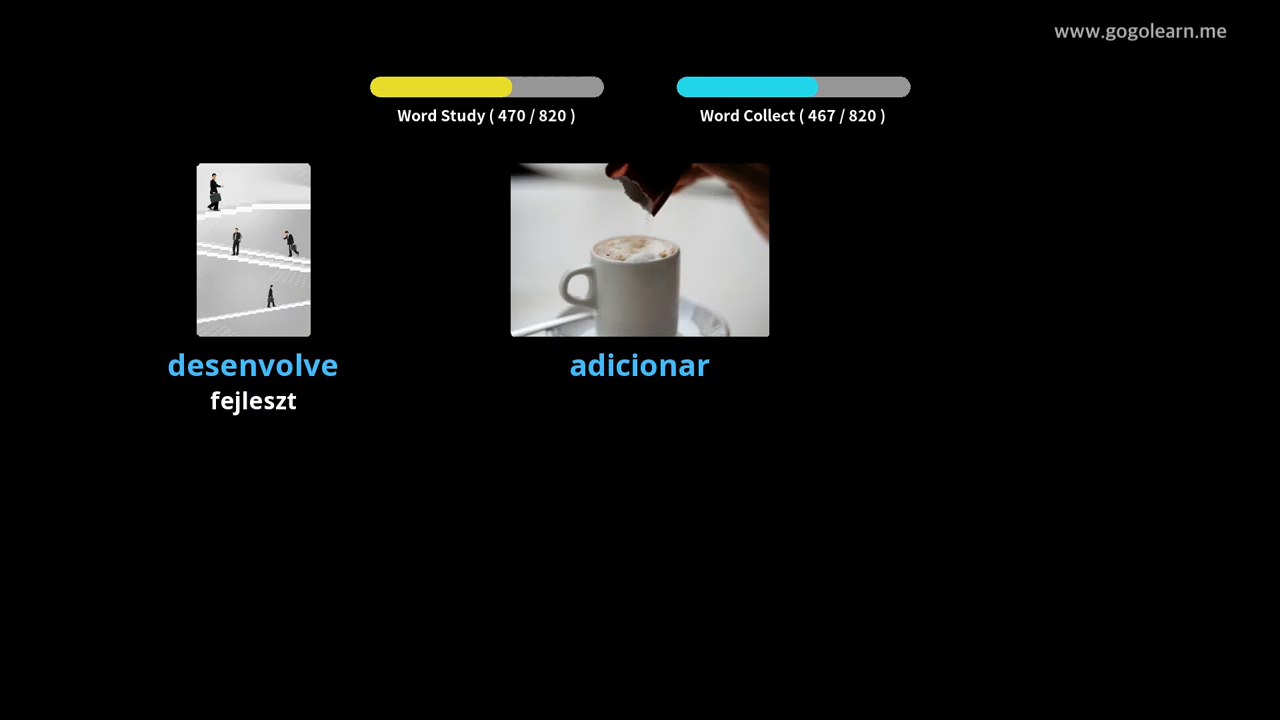 www.gogolearn.me
Word Study ( 470 / 820 )
Word Collect ( 467 / 820 )
desenvolve
fejleszt
adicionar